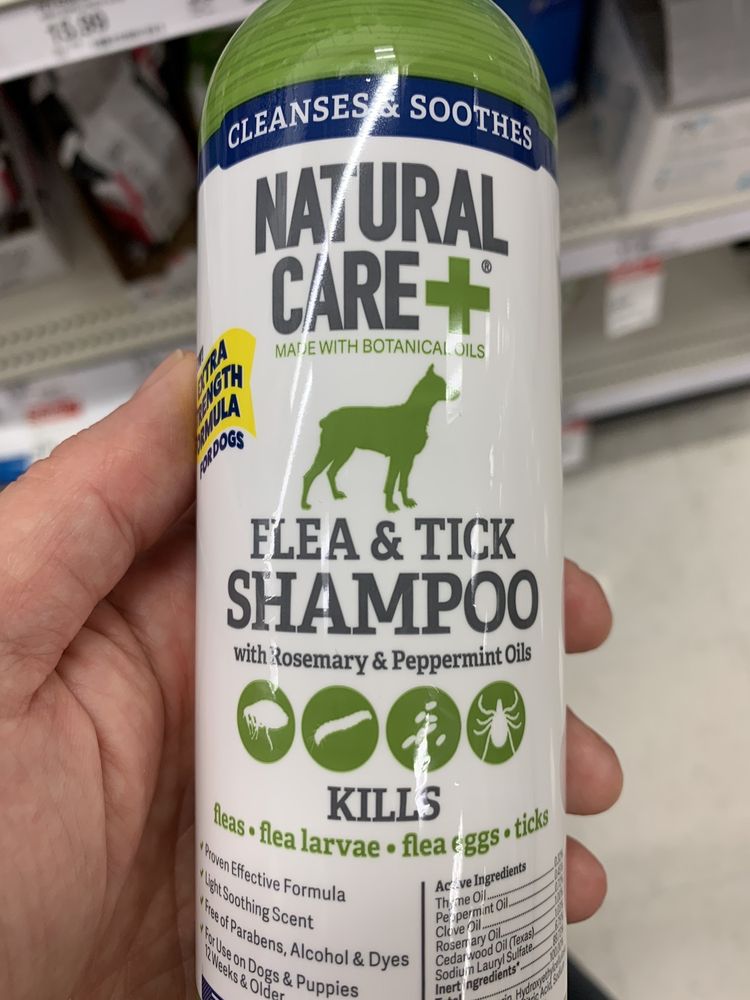 CLEANSES & SOOTHES
NATURAL
CARE+®
MADE WITH BOTANICAL OILS
FOR DOGS
FLEA & TICK
SHAMPOO
with Rosemary & Peppermint Oils
KILLS
fleas • flea larvae • flea eggs • ticks
✓ Proven Effective Formula
✓ Light Soothing Scent
✓ Free of Parabens, Alcohol & Dyes
✓ For Use on Dogs & Puppies
12 Weeks & Older
Active Ingredients
Thyme Oil
Peppermint Oil
Clove Oil
Rosemary Oil
Cedarwood Oil (Texas)
Sodium Lauryl Sulfate
Inert Ingredients*